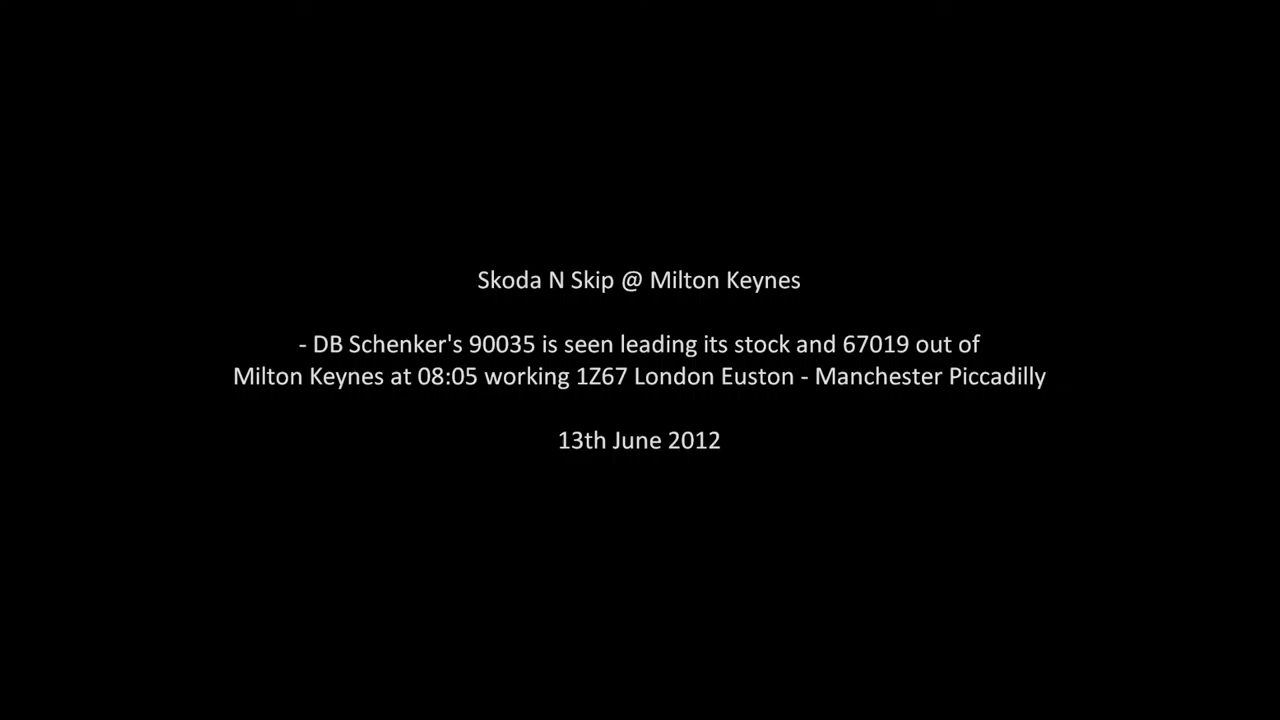 Skoda N Skip @ Milton Keynes
- DB Schenker's 90035 is seen leading its stock and 67019 out of
Milton Keynes at 08:05 working 1Z67 London Euston - Manchester Piccadilly
13th June 2012